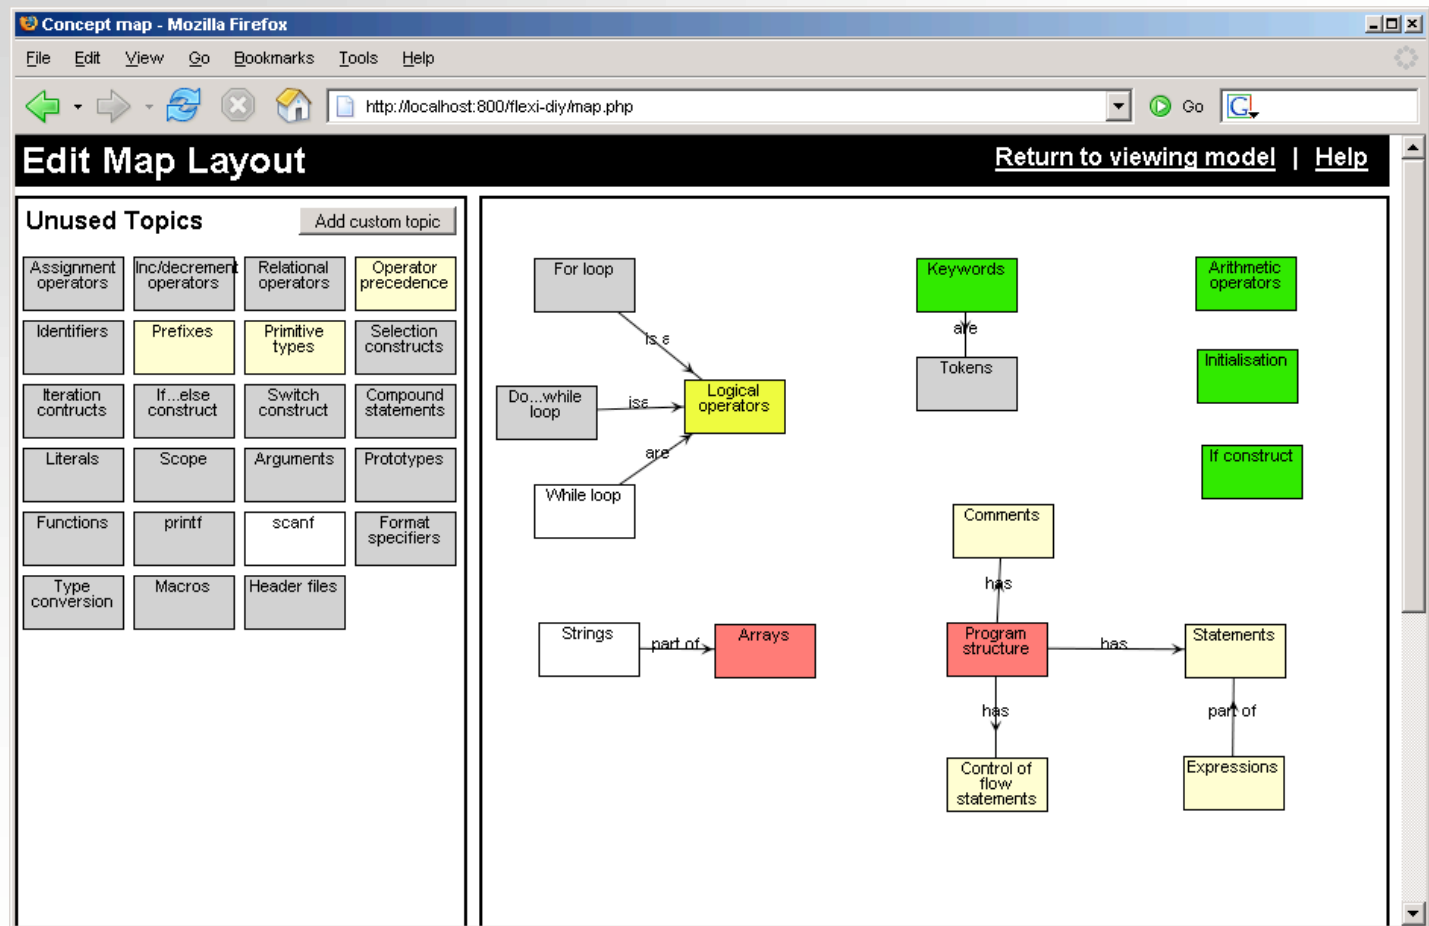 Concept map - Mozilla Firefox
File Edit View Go Bookmarks Tools Help
http://localhost:800/flexi-diy/map.php
Go
G
Edit Map Layout
Return to viewing model | Help
Unused Topics
Add custom topic
Assignment
operators
Inc/decrement
operators
Relational
operators
Operator
precedence
Identifiers
Prefixes
Primitive
types
Selection
constructs
Iteration
contructs
If...else
construct
Switch
construct
Compound
statements
Literals
Scope
Arguments
Prototypes
Functions
printf
scanf
Format
specifiers
Type
conversion
Macros
Header files
For loop
is a
Do...while
loop
isa
Logical
operators
are
While loop
Keywords
are
Tokens
Arithmetic
operators
Initialisation
If construct
Comments
has
Strings
part of
Arrays
Program
structure
has
Statements
has
part of
Control of
flow
statements
Expressions